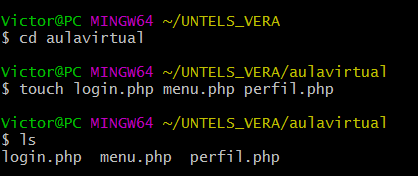 Victor@PC MINGW64 ~/UNTELS_VERA
$ cd aulavirtual
Victor@PC MINGW64 ~/UNTELS_VERA/aulavirtual
$ touch login.php menu.php perfil.php
Victor@PC MINGW64 ~/UNTELS_VERA/aulavirtual
$ ls
login.php  menu.php  perfil.php